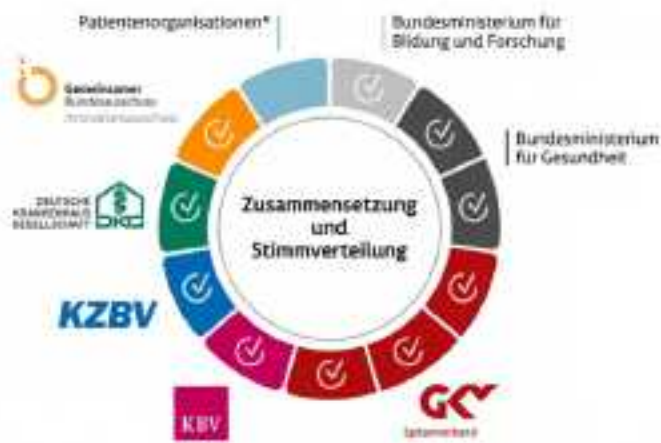 Patientenorganisationen*
Bundesministerium für
Bildung und Forschung
Gemeinsamer
Bundesausschuss
Bundesministerium
für Gesundheit
DEUTSCHE
KRANKENHAUS
GESELLSCHAFT
Zusammensetzung
und
Stimmverteilung
KZBV
KBV
GKV
Spitzenverband